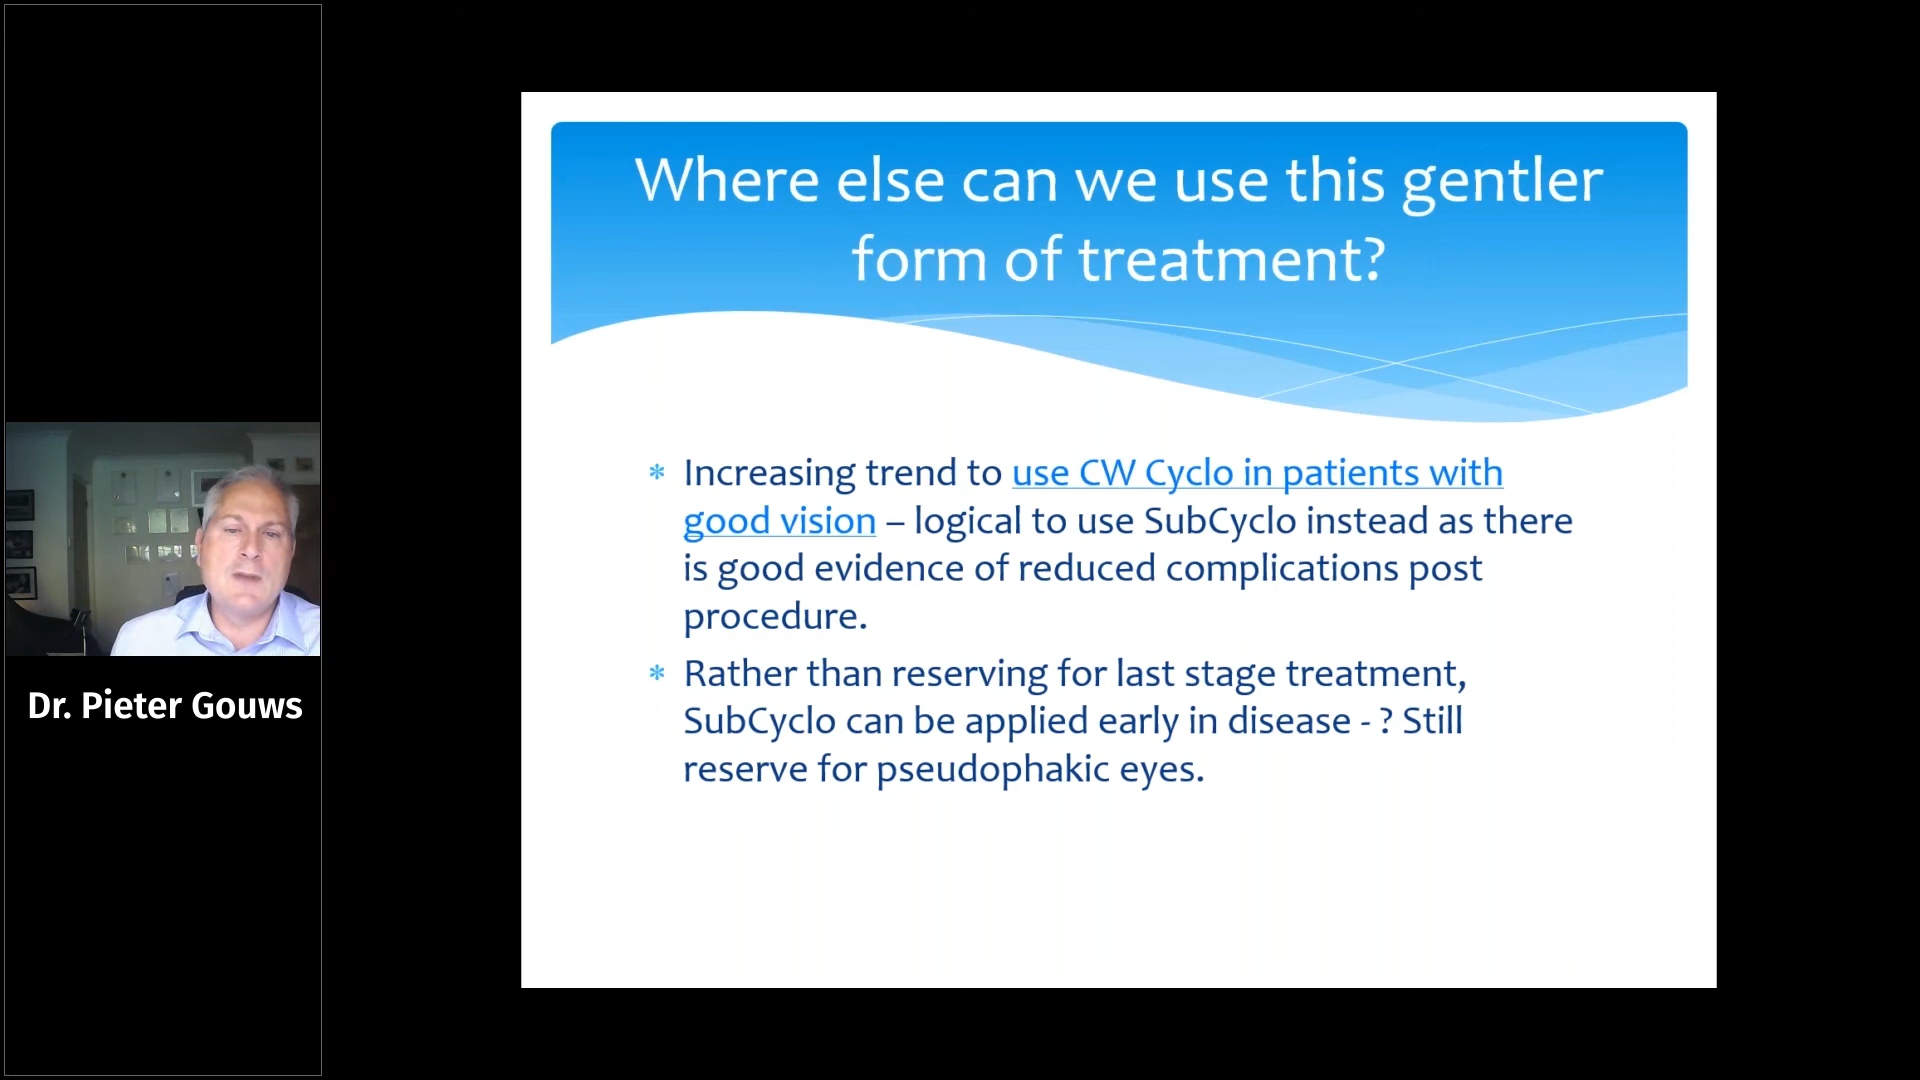 Where else can we use this gentler
form of treatment?
* Increasing trend to use CW Cyclo in patients with
good vision – logical to use SubCyclo instead as there
is good evidence of reduced complications post
procedure.
* Rather than reserving for last stage treatment,
SubCyclo can be applied early in disease - ? Still
reserve for pseudophakic eyes.
Dr. Pieter Gouws